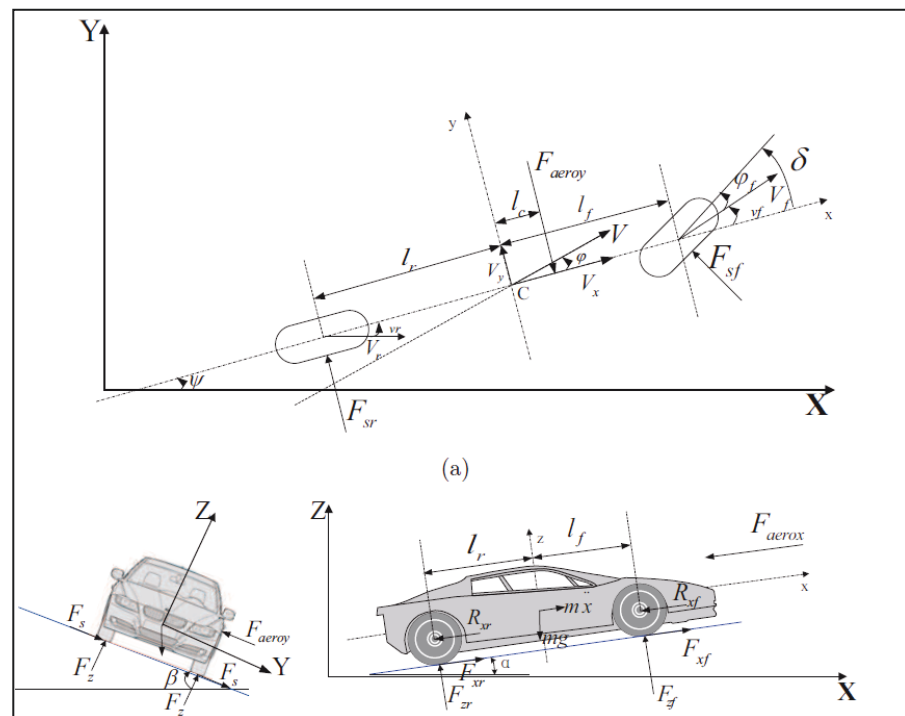 Y
y
F_aeroy
δ
φ_f
l_c
l_f
V_f
vf
x
l_r
V
V_y
φ
V_x
F_sf
C
vr
V_r
ψ
X
F_sr
(a)
Z
Z
l_r
z
l_f
F_aerox
x
m ẍ
R_xf
F_s
F_aeroy
R_xr
mg
F_xf
Y
F_z
F_s
α
β
F_xr
F_z
F_zr
F_zf
X